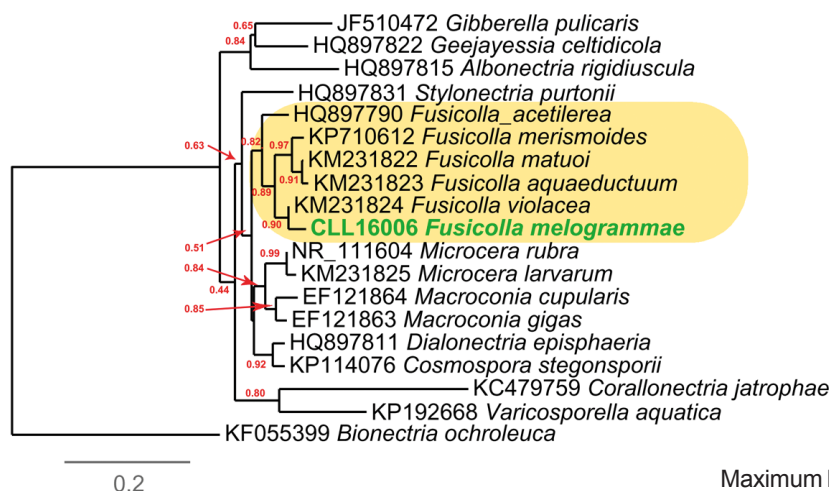 0.65
JF510472 Gibberella pulicaris
0.84
HQ897822 Geejayessia celtidicola
HQ897815 Albonectria rigidiuscula
HQ897831 Stylonectria purtonii
HQ897790 Fusicolla_acetilerea
0.63
0.82
0.97
KP710612 Fusicolla merismoides
KM231822 Fusicolla matuoi
0.91
KM231823 Fusicolla aquaeductuum
0.89
KM231824 Fusicolla violacea
0.90
CLL16006 Fusicolla melogrammae
0.51
0.99
NR_111604 Microcera rubra
0.84
KM231825 Microcera larvarum
0.44
EF121864 Macroconia cupularis
0.85
EF121863 Macroconia gigas
HQ897811 Dialonectria episphaeria
0.92
KP114076 Cosmospora stegonsporii
0.80
KC479759 Corallonectria jatrophae
KP192668 Varicosporella aquatica
KF055399 Bionectria ochroleuca
0.2
Maximum